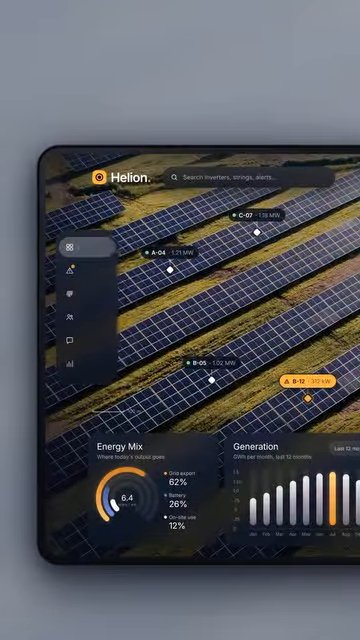 Helion.
Search inverters, strings, alerts...
C-07 · 1.18 MW
A-04 · 1.21 MW
B-05 · 1.02 MW
B-12 · 312 kW
Energy Mix
Where today's output goes
Grid export
62%
Battery
26%
On-site use
12%
6.4
Generation
GWh per month, last 12 months
Last 12 mo
Jan Feb Mar Apr May Jun Jul Aug